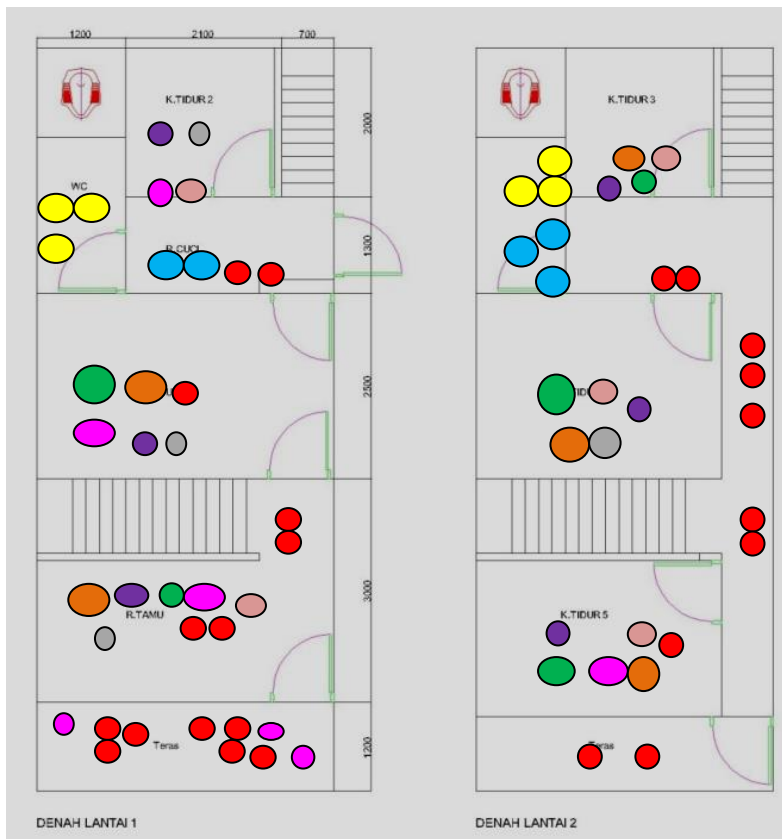 1200 2100 700
K.TIDUR 2
2000
WC
R.CUCI
1300
2500
R.TAMU
3000
Teras
1200
DENAH LANTAI 1
K.TIDUR 3
K.TIDUR 5
Teras
DENAH LANTAI 2